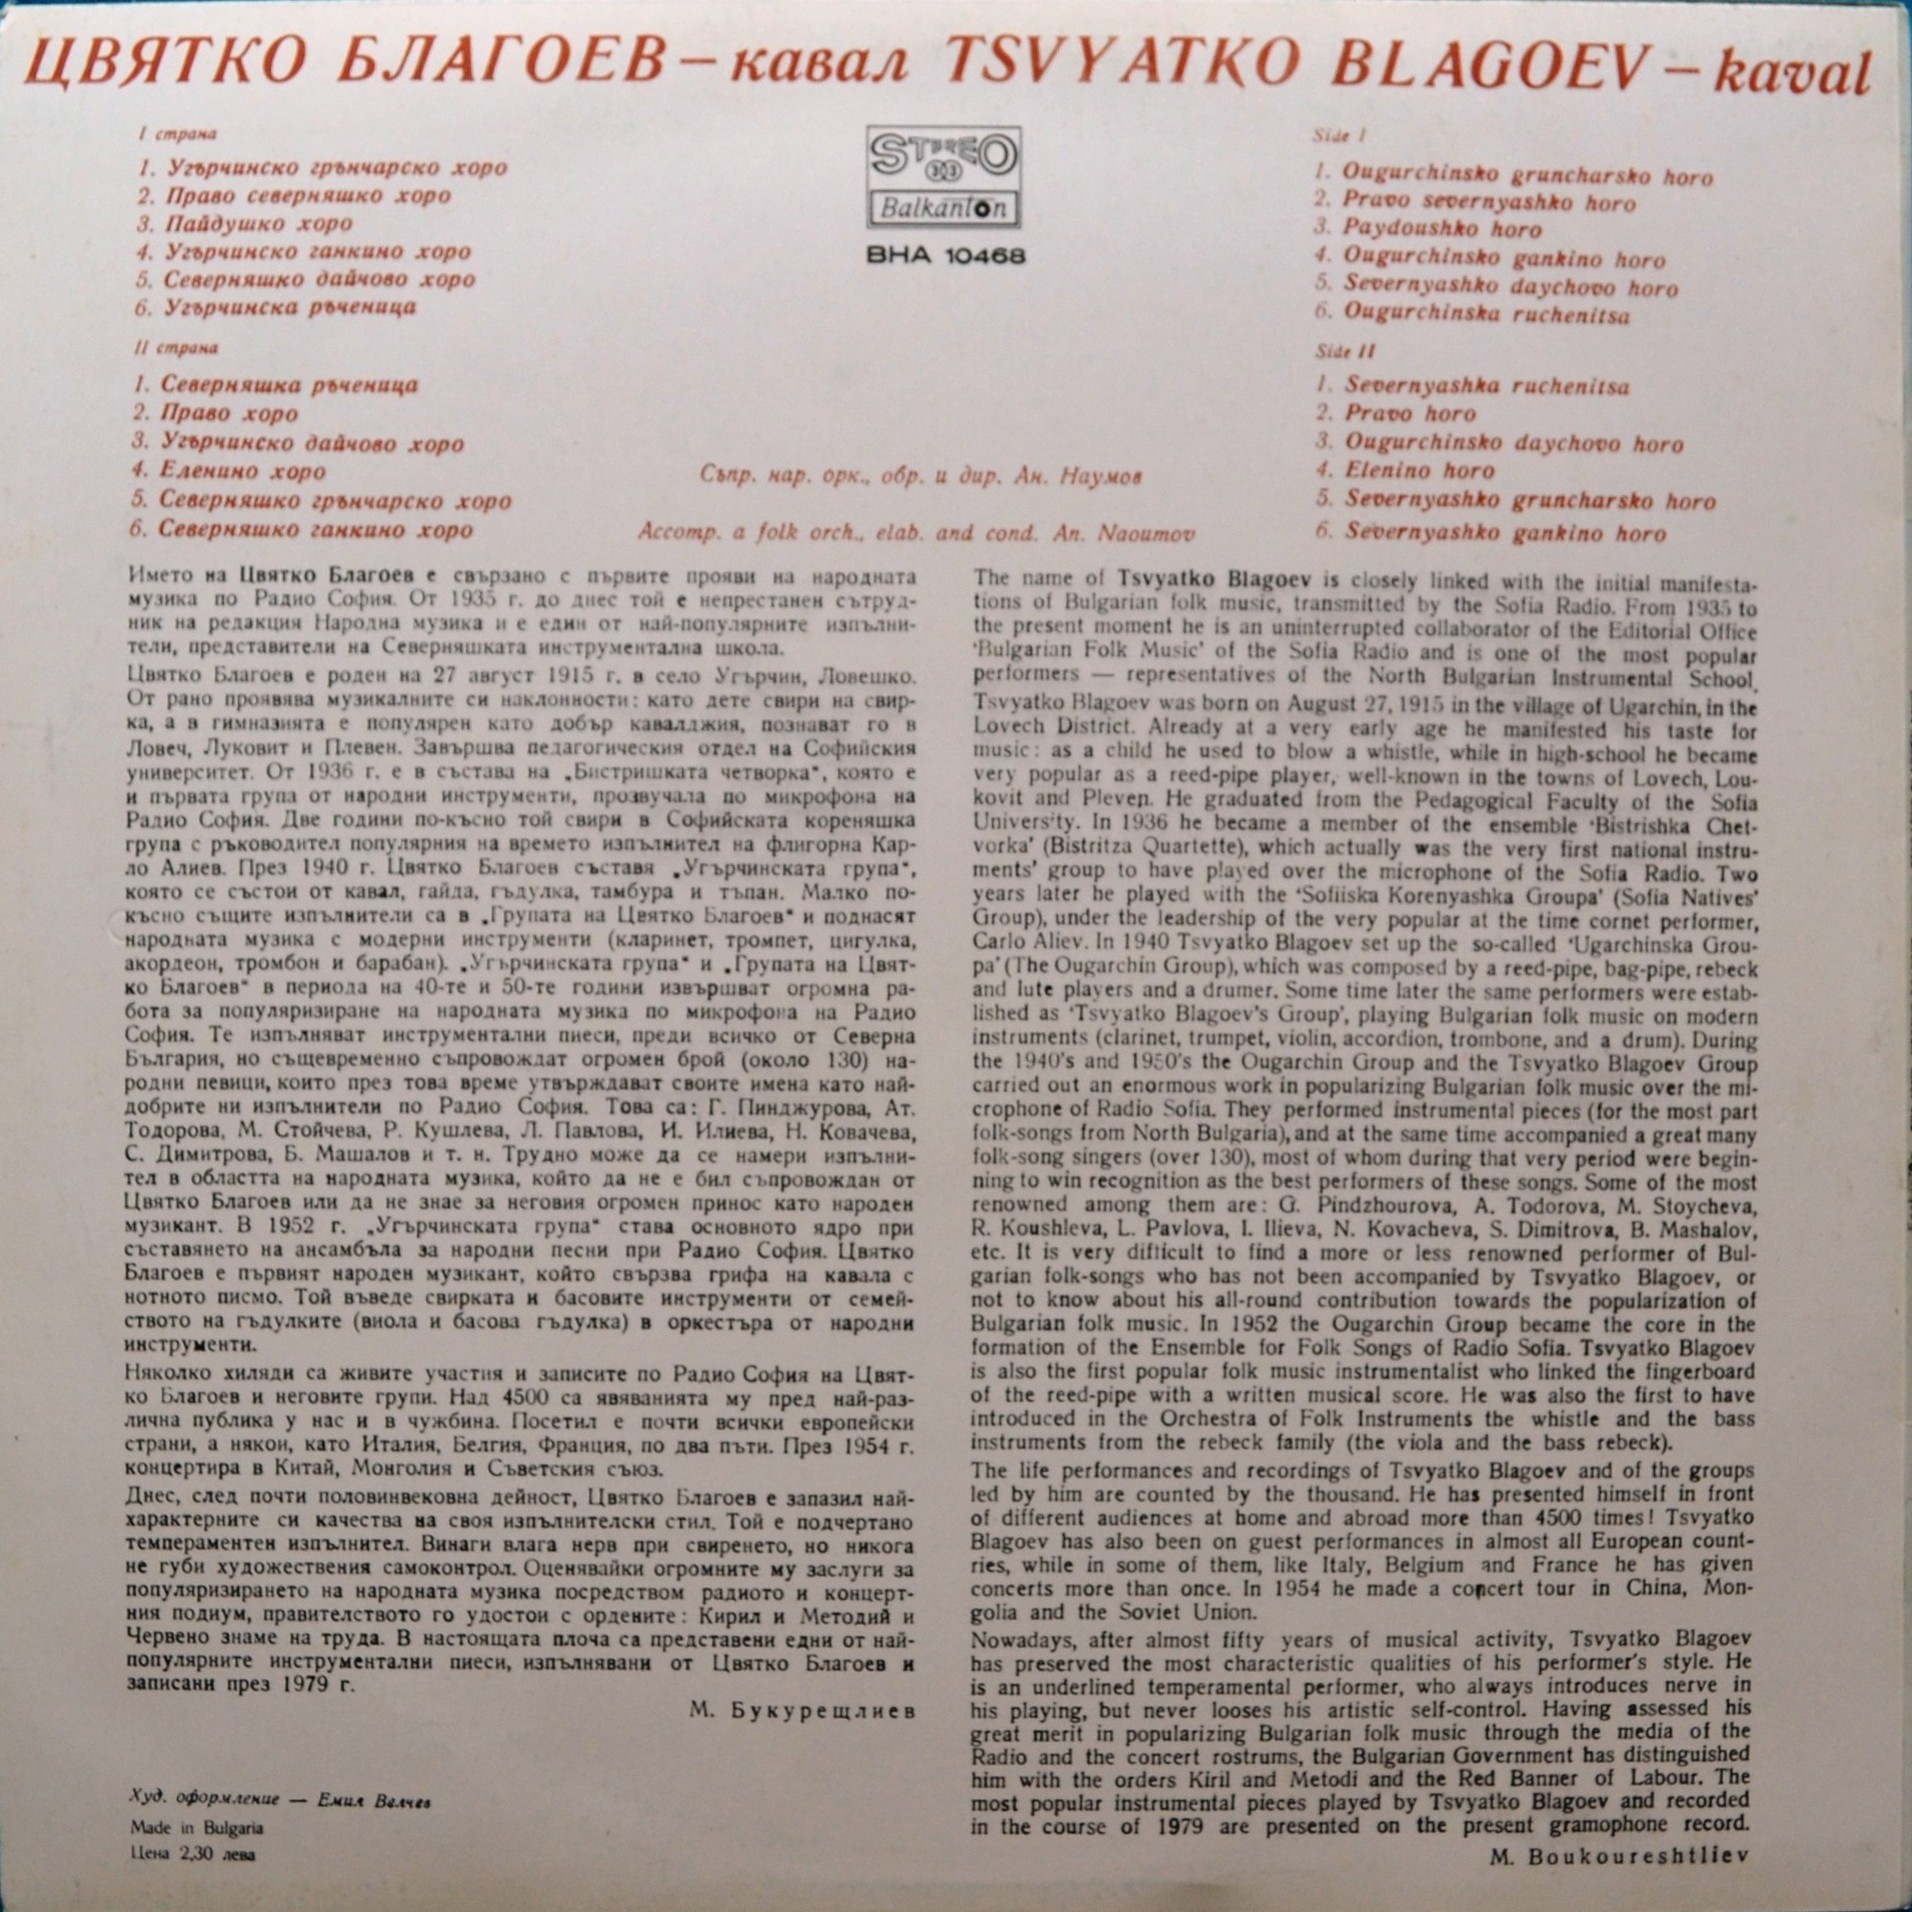 ЦВЯТКО БЛАГОЕВ – кавал TSVYATKO BLAGOEV – kaval
I страна
1. Угърчинско грънчарско хоро
2. Право северняшко хоро
3. Пайдушко хоро
4. Угърчинско ганкино хоро
5. Северняшко дайчово хоро
6. Угърчинска ръченица
II страна
1. Северняшка ръченица
2. Право хоро
3. Угърчинско дайчово хоро
4. Еленино хоро
5. Северняшко грънчарско хоро
6. Северняшко ганкино хоро
STEREO
303
Balkanton
ВНА 10468
Съпр. нар. орк., обр. и дир. Ан. Наумов
Accomp. a folk orch., elab. and cond. An. Naoumov
Side I
1. Ougurchinsko gruncharsko horo
2. Pravo severnyashko horo
3. Paydoushko horo
4. Ougurchinsko gankino horo
5. Severnyashko daychovo horo
6. Ougurchinska ruchenitsa
Side II
1. Severnyashka ruchenitsa
2. Pravo horo
3. Ougurchinsko daychovo horo
4. Elenino horo
5. Severnyashko gruncharsko horo
6. Severnyashko gankino horo
Името на Цвятко Благоев е свързано с първите прояви на народната
музика по Радио София. От 1935 г. до днес той е непрестанен сътруд-
ник на редакция Народна музика и е един от най-популярните изпълни-
тели, представители на Северняшката инструментална школа.
Цвятко Благоев е роден на 27 август 1915 г. в село Угърчин, Ловешко.
От рано проявява музикалните си наклонности: като дете свири на свир-
ка, а в гимназията е популярен като добър кавалджия, познават го в
Ловеч, Луковит и Плевен. Завършва педагогическия отдел на Софийския
университет. От 1936 г. е в състава на „Бистришката четворка“, която е
и първата група от народни инструменти, прозвучала по микрофона на
Радио София. Две години по-късно той свири в Софийската кореняшка
група с ръководител популярния на времето изпълнител на флигорна Кар-
ло Алиев. През 1940 г. Цвятко Благоев съставя „Угърчинската група“,
която се състои от кавал, гайда, гъдулка, тамбура и тъпан. Малко по-
късно същите изпълнители са в „Групата на Цвятко Благоев“ и поднасят
народната музика с модерни инструменти (кларинет, тромпет, цигулка,
акордеон, тромбон и барабан). „Угърчинската група“ и „Групата на Цвят-
ко Благоев“ в периода на 40-те и 50-те години извършват огромна ра-
бота за популяризиране на народната музика по микрофона на Радио
София. Те изпълняват инструментални пиеси, преди всичко от Северна
България, но същевременно съпровождат огромен брой (около 130) на-
родни певици, които през това време утвърждават своите имена като най-
добрите ни изпълнители по Радио София. Това са: Г. Пинджурова, Ат.
Тодорова, М. Стойчева, Р. Кушлева, Л. Павлова, И. Илиева, Н. Ковачева,
С. Димитрова, Б. Машалов и т. н. Трудно може да се намери изпълни-
тел в областта на народната музика, който да не е бил съпровождан от
Цвятко Благоев или да не знае за неговия огромен принос като народен
музикант. В 1952 г. „Угърчинската група“ става основното ядро при
съставянето на ансамбъла за народни песни при Радио София. Цвятко
Благоев е първият народен музикант, който свързва грифа на кавала с
нотното писмо. Той въведе свирката и басовите инструменти от семей-
ството на гъдулките (виола и басова гъдулка) в оркестъра от народни
инструменти.
Няколко хиляди са живите участия и записите по Радио София на Цвят-
ко Благоев и неговите групи. Над 4500 са явяванията му пред най-раз-
лична публика у нас и в чужбина. Посетил е почти всички европейски
страни, а някои, като Италия, Белгия, Франция, по два пъти. През 1954 г.
концертира в Китай, Монголия и Съветския съюз.
Днес, след почти половинвековна дейност, Цвятко Благоев е запазил най-
характерните си качества на своя изпълнителски стил. Той е подчертано
темпераментен изпълнител. Винаги влага нерв при свиренето, но никога
не губи художествения самоконтрол. Оценявайки огромните му заслуги за
популяризирането на народната музика посредством радиото и концерт-
ния подиум, правителството го удостои с ордените: Кирил и Методий и
Червено знаме на труда. В настоящата плоча са представени едни от най-
популярните инструментални пиеси, изпълнявани от Цвятко Благоев и
записани през 1979 г.
М. Букурещлиев
Худ. оформление — Емил Вълчев
Made in Bulgaria
Цена 2,30 лева
The name of Tsvyatko Blagoev is closely linked with the initial manifesta-
tions of Bulgarian folk music, transmitted by the Sofia Radio. From 1935 to
the present moment he is an uninterrupted collaborator of the Editorial Office
‘Bulgarian Folk Music’ of the Sofia Radio and is one of the most popular
performers — representatives of the North Bulgarian Instrumental School.
Tsvyatko Blagoev was born on August 27, 1915 in the village of Ugarchin, in the
Lovech District. Already at a very early age he manifested his taste for
music: as a child he used to blow a whistle, while in high-school he became
very popular as a reed-pipe player, well-known in the towns of Lovech, Lou-
kovit and Pleven. He graduated from the Pedagogical Faculty of the Sofia
University. In 1936 he became a member of the ensemble ‘Bistrishka Chet-
vorka’ (Bistritza Quartette), which actually was the very first national instru-
ments’ group to have played over the microphone of the Sofia Radio. Two
years later he played with the ‘Sofiiska Korenyashka Groupa’ (Sofia Natives’
Group), under the leadership of the very popular at the time cornet performer,
Carlo Aliev. In 1940 Tsvyatko Blagoev set up the so-called ‘Ugarchinska Grou-
pa’ (The Ougarchin Group), which was composed by a reed-pipe, bag-pipe, rebeck
and lute players and a drumer. Some time later the same performers were estab-
lished as ‘Tsvyatko Blagoev’s Group’, playing Bulgarian folk music on modern
instruments (clarinet, trumpet, violin, accordion, trombone, and a drum). During
the 1940’s and 1950’s the Ougarchin Group and the Tsvyatko Blagoev Group
carried out an enormous work in popularizing Bulgarian folk music over the mi-
crophone of Radio Sofia. They performed instrumental pieces (for the most part
folk-songs from North Bulgaria), and at the same time accompanied a great many
folk-song singers (over 130), most of whom during that very period were begin-
ning to win recognition as the best performers of these songs. Some of the most
renowned among them are: G. Pindzhourova, A. Todorova, M. Stoycheva,
R. Koushleva, L. Pavlova, I. Ilieva, N. Kovacheva, S. Dimitrova, B. Mashalov,
etc. It is very difficult to find a more or less renowned performer of Bul-
garian folk-songs who has not been accompanied by Tsvyatko Blagoev, or
not to know about his all-round contribution towards the popularization of
Bulgarian folk music. In 1952 the Ougarchin Group became the core in the
formation of the Ensemble for Folk Songs of Radio Sofia. Tsvyatko Blagoev
is also the first popular folk music instrumentalist who linked the fingerboard
of the reed-pipe with a written musical score. He was also the first to have
introduced in the Orchestra of Folk Instruments the whistle and the bass
instruments from the rebeck family (the viola and the bass rebeck).
The life performances and recordings of Tsvyatko Blagoev and of the groups
led by him are counted by the thousand. He has presented himself in front
of different audiences at home and abroad more than 4500 times! Tsvyatko
Blagoev has also been on guest performances in almost all European count-
ries, while in some of them, like Italy, Belgium and France he has given
concerts more than once. In 1954 he made a concert tour in China, Mon-
golia and the Soviet Union.
Nowadays, after almost fifty years of musical activity, Tsvyatko Blagoev
has preserved the most characteristic qualities of his performer’s style. He
is an underlined temperamental performer, who always introduces nerve in
his playing, but never looses his artistic self-control. Having assessed his
great merit in popularizing Bulgarian folk music through the media of the
Radio and the concert rostrums, the Bulgarian Government has distinguished
him with the orders Kiril and Metodi and the Red Banner of Labour. The
most popular instrumental pieces played by Tsvyatko Blagoev and recorded
in the course of 1979 are presented on the present gramophone record.
M. Boukoureshtliev